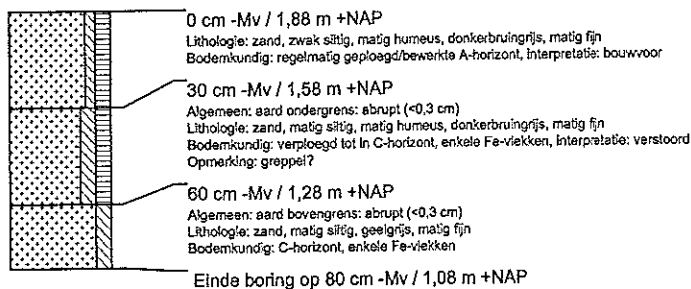 0 cm -Mv / 1,88 m +NAP
Lithologie: zand, zwak siltig, matig humeus, donkerbruingrijs, matig fijn
Bodemkundig: regelmatig geploegd/bewerkte A-horizont, interpretatie: bouwvoor
30 cm -Mv / 1,58 m +NAP
Algemeen: aard ondergrens: abrupt (<0,3 cm)
Lithologie: zand, matig siltig, matig humeus, donkerbruingrijs, matig fijn
Bodemkundig: verploegd tot in C-horizont, enkele Fe-vlekken, interpretatie: verstoord
Opmerking: greppel?
60 cm -Mv / 1,28 m +NAP
Algemeen: aard bovengrens: abrupt (<0,3 cm)
Lithologie: zand, matig siltig, geelgrijs, matig fijn
Bodemkundig: C-horizont, enkele Fe-vlekken
Einde boring op 80 cm -Mv / 1,08 m +NAP